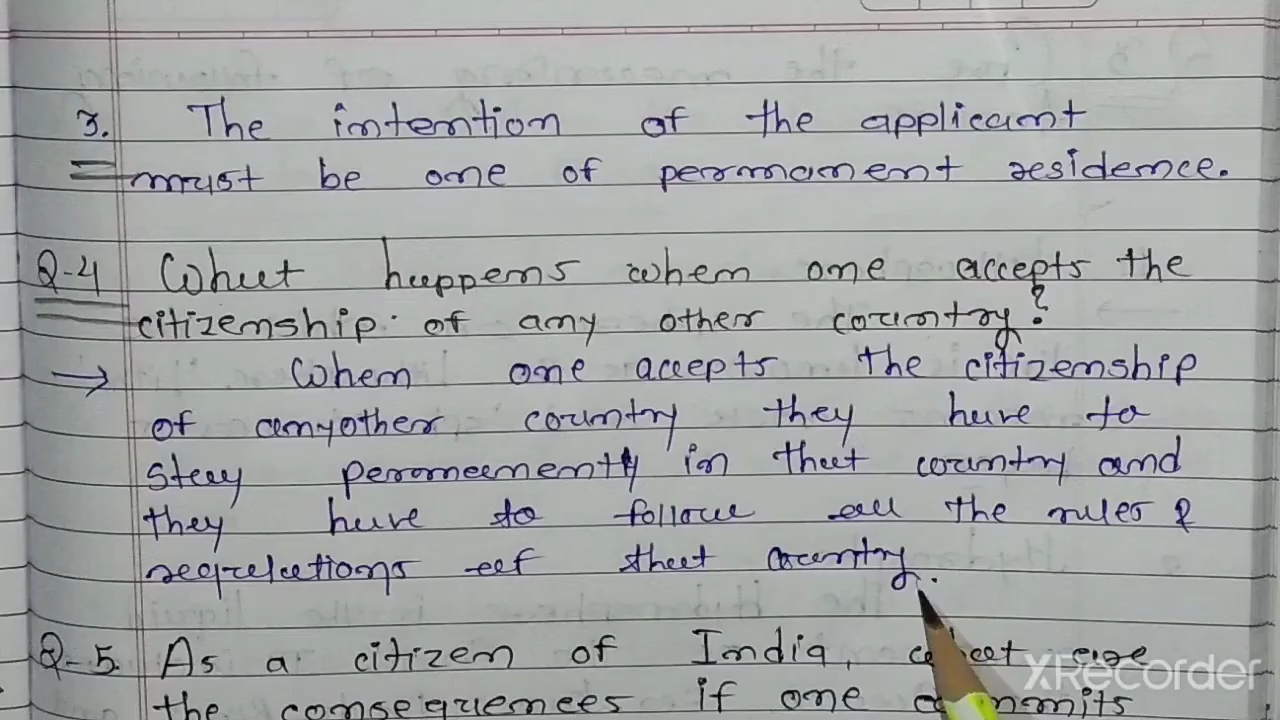 3. The intention of the applicant
must be one of permanent residence.
Q-4 What happens when one accepts the
citizenship of any other country?
→ When one accepts the citizenship
of anyother country they have to
stay permanently in that country and
they have to follow all the rules &
regulations of that country.
Q-5. As a citizen of India, what are
the consequences if one commits
XRecorder